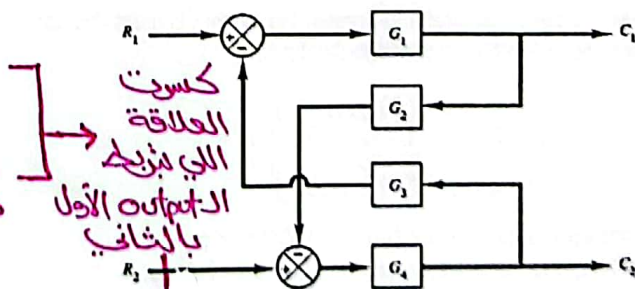 R₁
+
−
G₁
C₁
G₂
كسرت
العلاقة
اللي بتربط
الـ output الأول
بالثاني
G₃
−
R₂
+
G₄
C₂